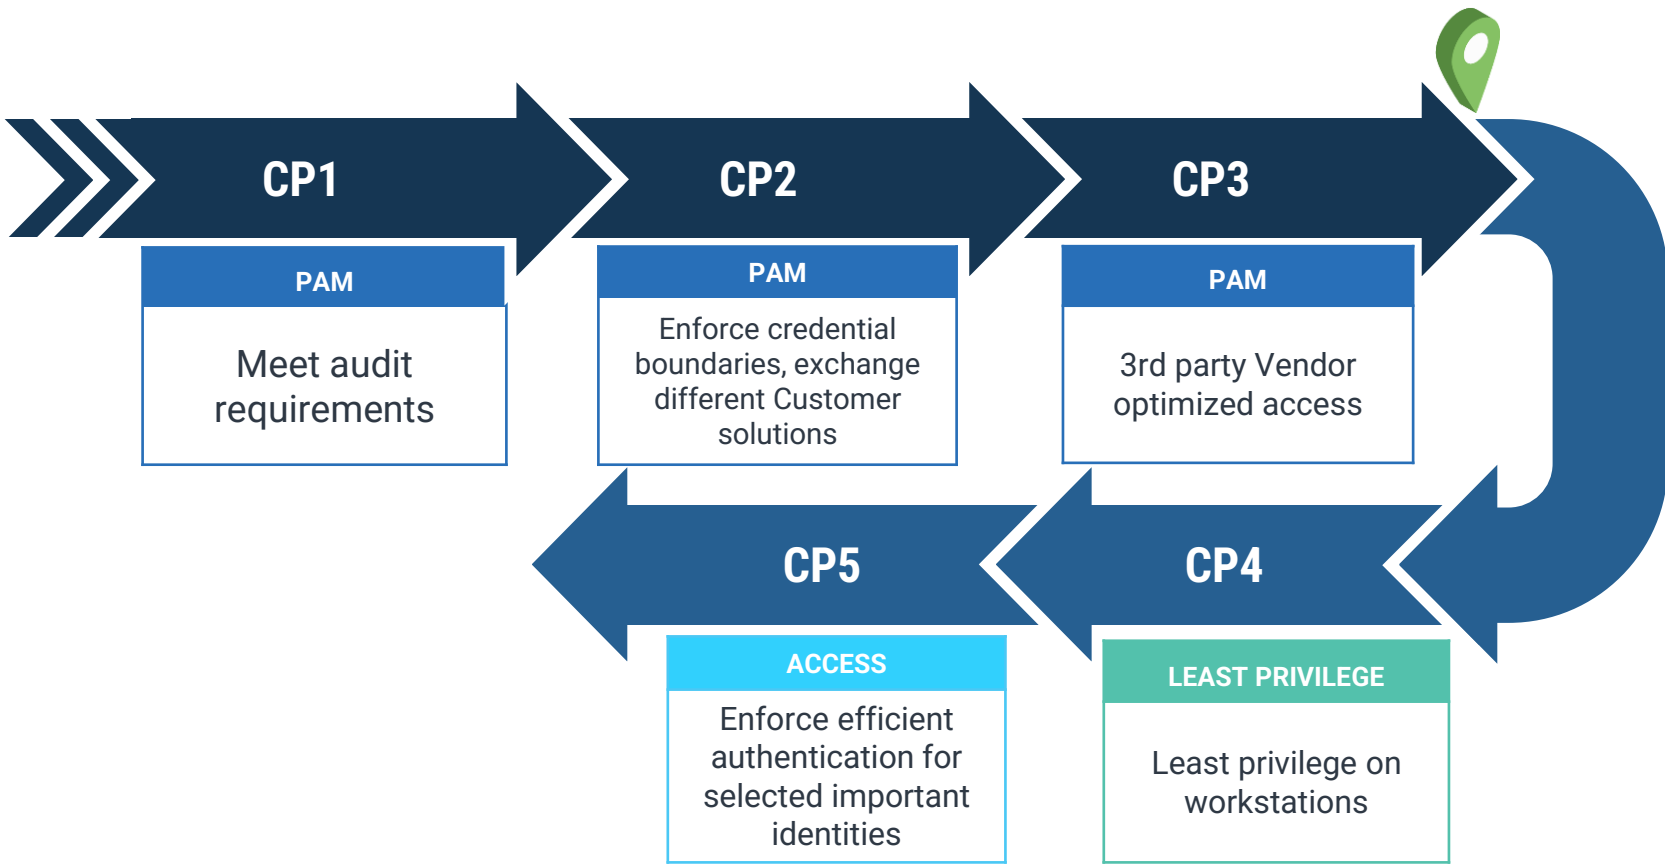 CP1
CP2
CP3
PAM
Meet audit
requirements
PAM
Enforce credential
boundaries, exchange
different Customer
solutions
PAM
3rd party Vendor
optimized access
CP4
LEAST PRIVILEGE
Least privilege on
workstations
CP5
ACCESS
Enforce efficient
authentication for
selected important
identities